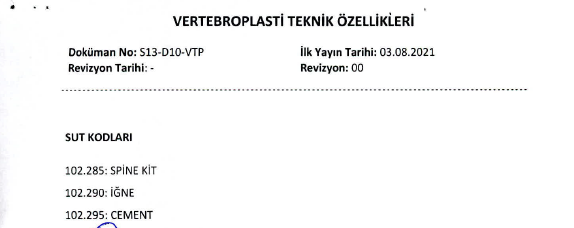 VERTEBROPLASTİ TEKNİK ÖZELLİKLERİ
Doküman No: S13-D10-VTP
İlk Yayın Tarihi: 03.08.2021
Revizyon Tarihi: -
Revizyon: 00
SUT KODLARI
102.285: SPİNE KİT
102.290: İĞNE
102.295: CEMENT